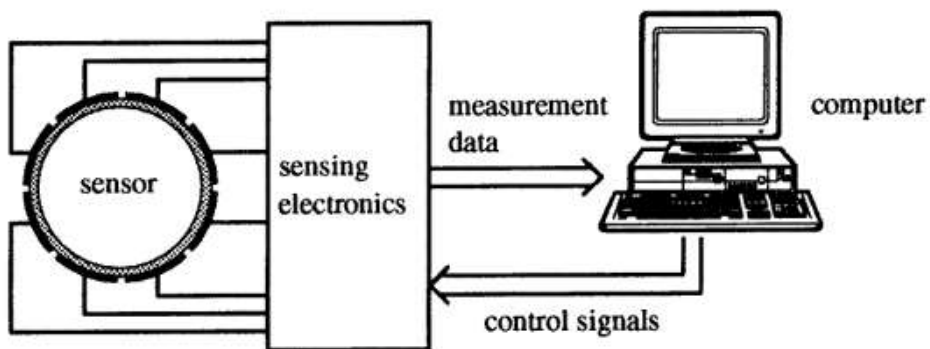 sensor
sensing
electronics
measurement
data
computer
control signals